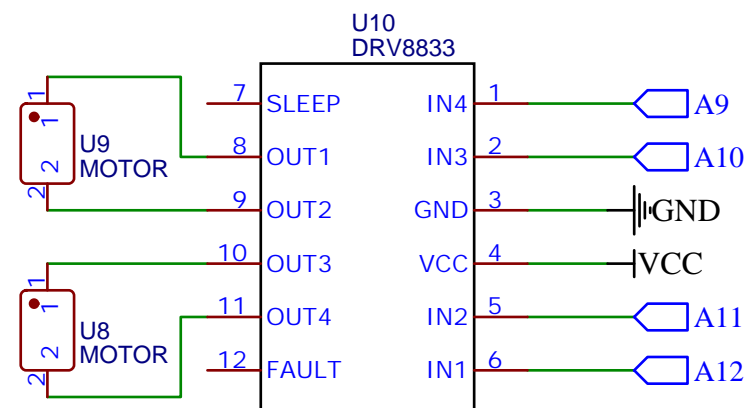 U10
DRV8833
7 SLEEP IN4 1 A9
1 1 U9 8 OUT1 IN3 2 A10
2 2 MOTOR 9 OUT2 GND 3 GND
10 OUT3 VCC 4 VCC
1 1 U8 11 OUT4 IN2 5 A11
2 2 MOTOR 12 FAULT IN1 6 A12